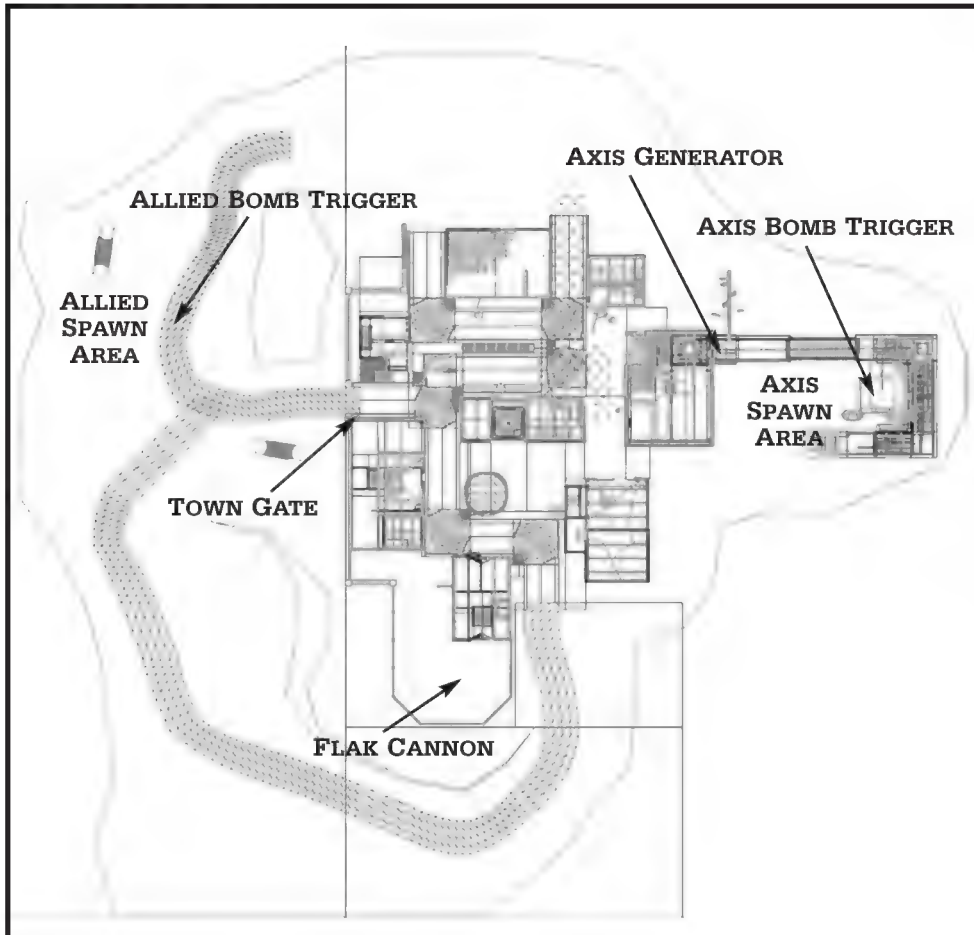 AXIS GENERATOR
ALLIED BOMB TRIGGER
AXIS BOMB TRIGGER
ALLIED
SPAWN
AREA
AXIS
SPAWN
AREA
TOWN GATE
FLAK CANNON